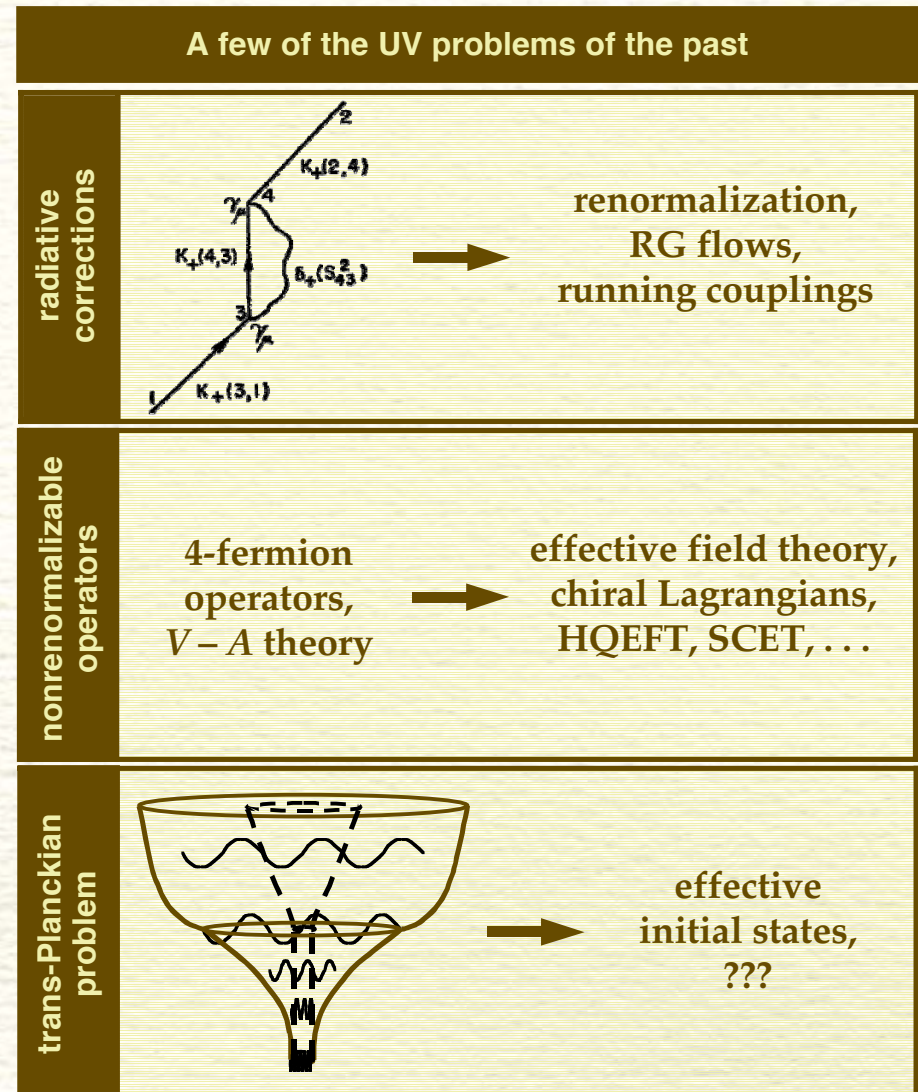 A few of the UV problems of the past
radiative
corrections
2
K₊(2,4)
4
γμ
K₊(4,3)
δ₊(S²₄₃)
3
γμ
K₊(3,1)
1
renormalization,
RG flows,
running couplings
nonrenormalizable
operators
4-fermion
operators,
V – A theory
effective field theory,
chiral Lagrangians,
HQEFT, SCET, . . .
trans-Planckian
problem
effective
initial states,
???